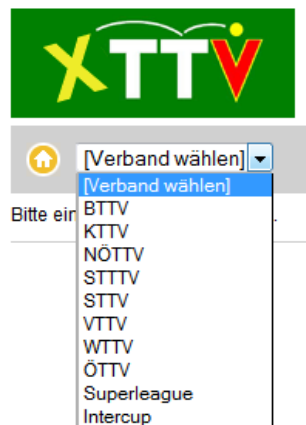 XTTV
[Verband wählen]
[Verband wählen]
Bitte ein .
BTTV
KTTV
NÖTTV
STTTV
STTV
VTTV
WTTV
ÖTTV
Superleague
Intercup